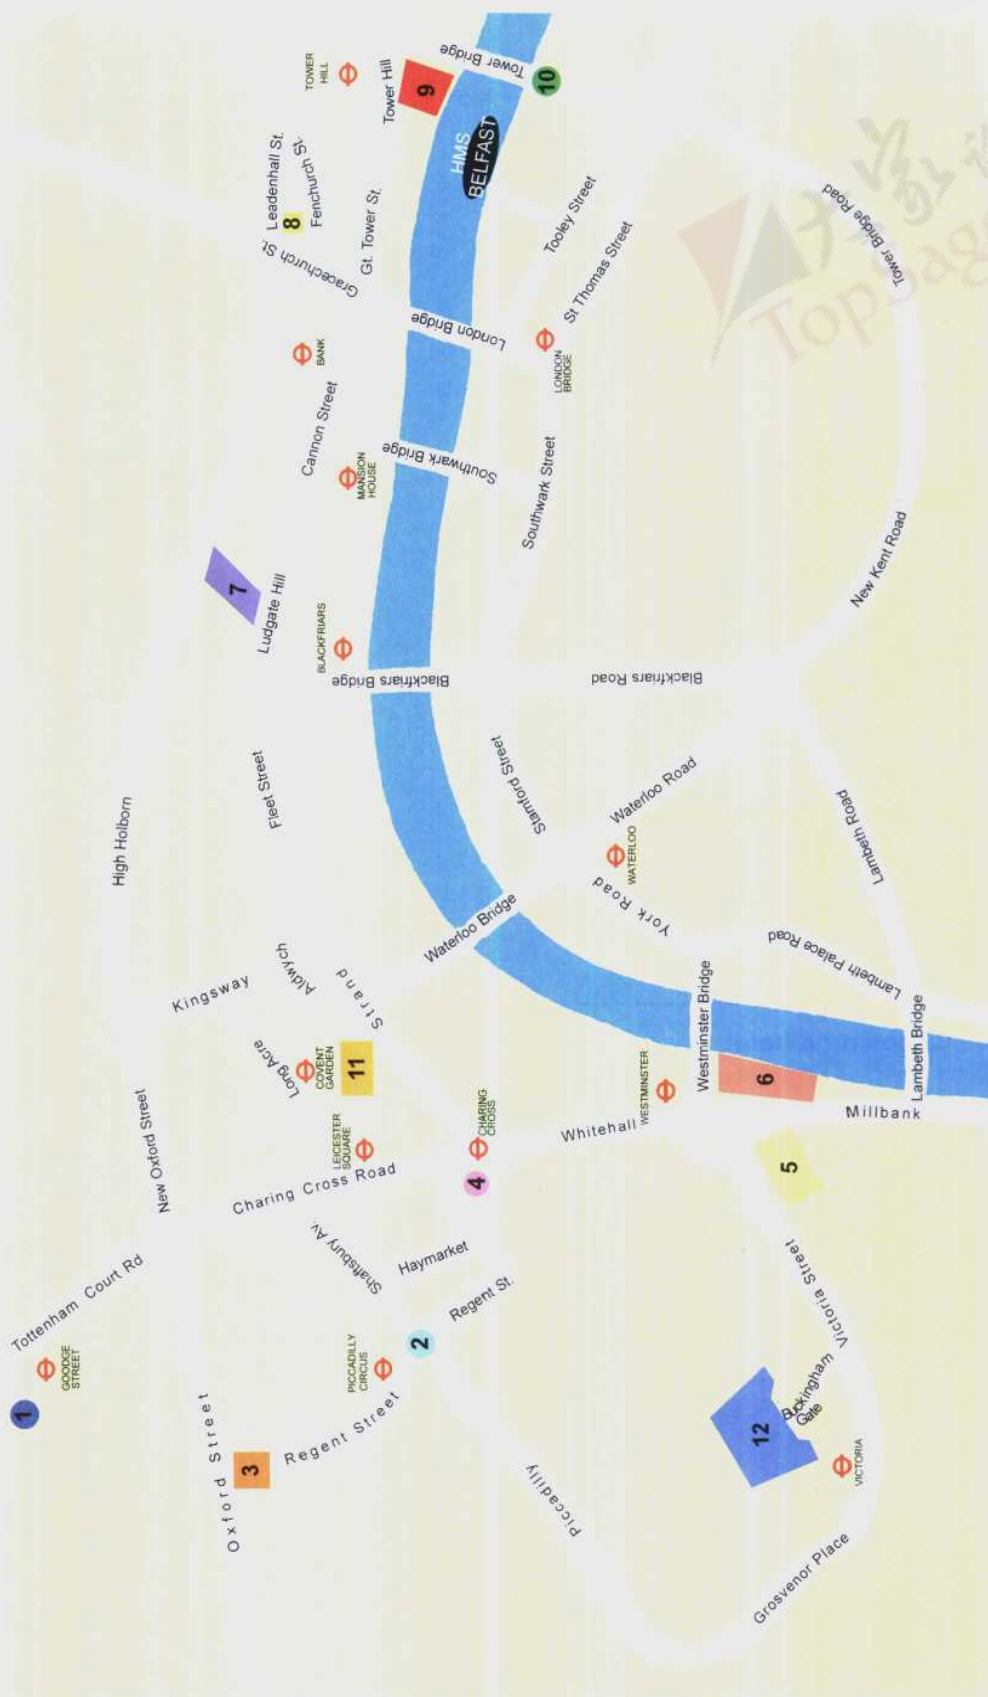 1
GOODGE
STREET
Tottenham Court Rd
New Oxford Street
High Holborn
Oxford Street
3
Regent Street
PICCADILLY
CIRCUS
2
Shaftsbury Av.
Haymarket
Regent St.
Piccadilly
Charing Cross Road
LEICESTER
SQUARE
Long Acre
COVENT
GARDEN
11
Kingsway
Aldwych
Strand
4
CHARING
CROSS
Fleet Street
Ludgate Hill
7
BLACKFRIARS
Cannon Street
MANSION
HOUSE
BANK
Gracechurch St.
Leadenhall St.
8
Fenchurch St.
Gt. Tower St.
TOWER
HILL
Tower Hill
9
Tower Bridge
10
HMS
BELFAST
London Bridge
Southwark Bridge
Blackfriars Bridge
Waterloo Bridge
Tooley Street
St Thomas Street
LONDON
BRIDGE
Southwark Street
Stamford Street
Blackfriars Road
Waterloo Road
WATERLOO
York Road
Whitehall
WESTMINSTER
Westminster Bridge
6
5
Millbank
Lambeth Bridge
Lambeth Palace Road
Lambeth Road
New Kent Road
Tower Bridge Road
Victoria Street
Buckingham
Gate
12
VICTORIA
Grosvenor Place
TopSag